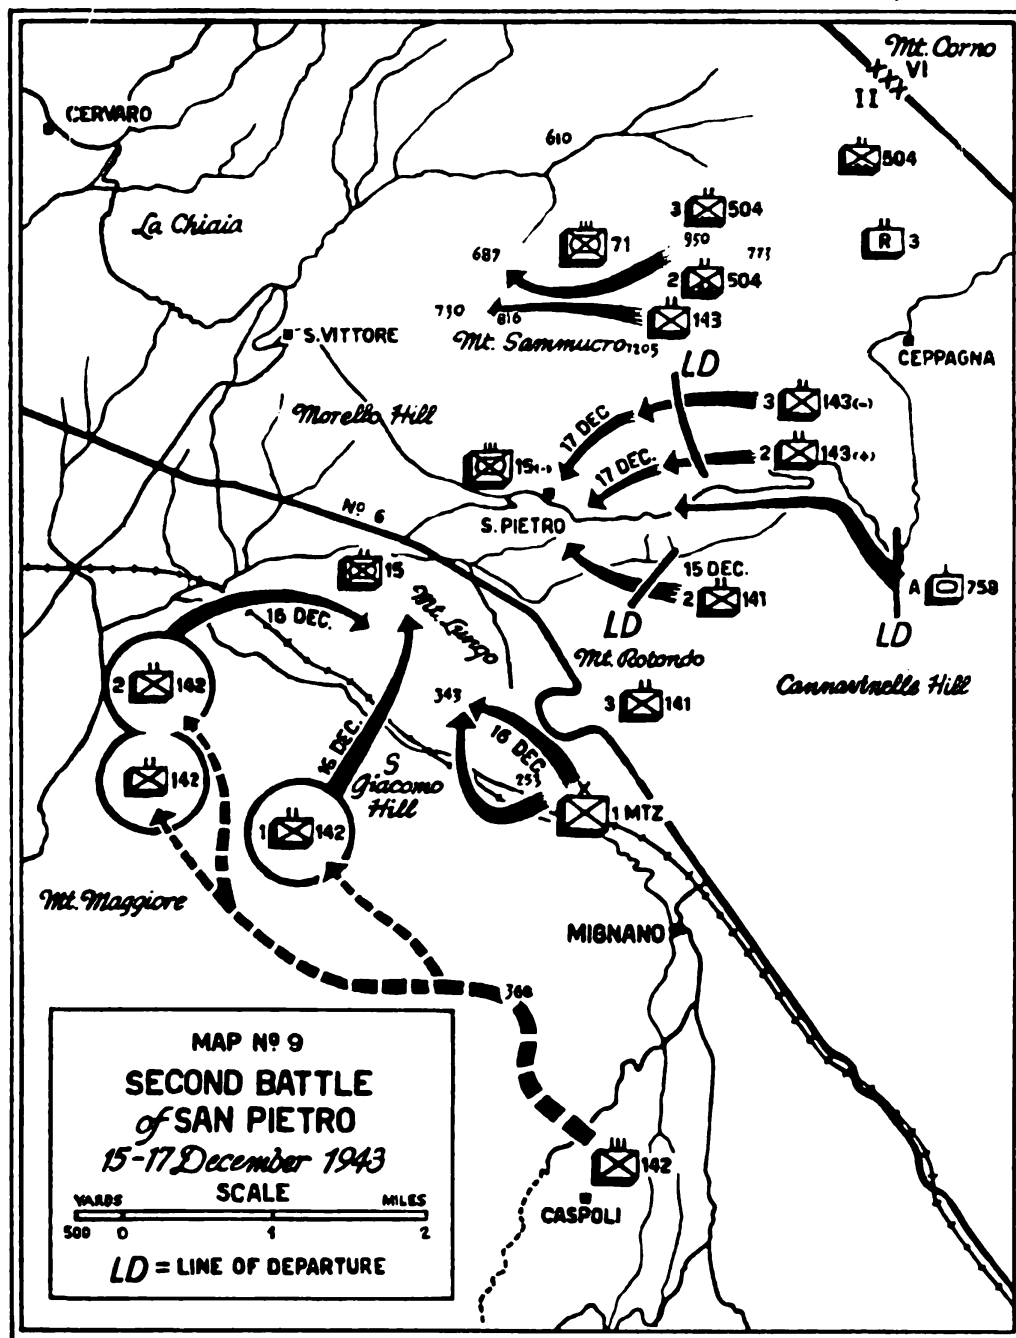 Mt. Corno
VI
XXX
II
CERVARO
610
504
La Chiaia
3 504
71
950
773
R 3
687
2 504
730
816
143
S. VITTORE
Mt. Sammucro
1205
CEPPAGNA
LD
Morello Hill
3 143(-)
17 DEC
2 143(+)
17 DEC.
15(-)
Nº 6
S. PIETRO
15
15 DEC.
A 758
2 141
16 DEC.
LD
LD
Mt. Lungo
Mt. Rotondo
Cannavinelle Hill
2 142
343
3 141
16 DEC.
16 DEC.
142
S
Giacomo
Hill
253
1 MTZ
1 142
Mt. Maggiore
MIGNANO
360
MAP Nº 9
SECOND BATTLE
of SAN PIETRO
15-17 December 1943
SCALE
YARDS MILES
500 0 1 2
LD = LINE OF DEPARTURE
142
CASPOLI